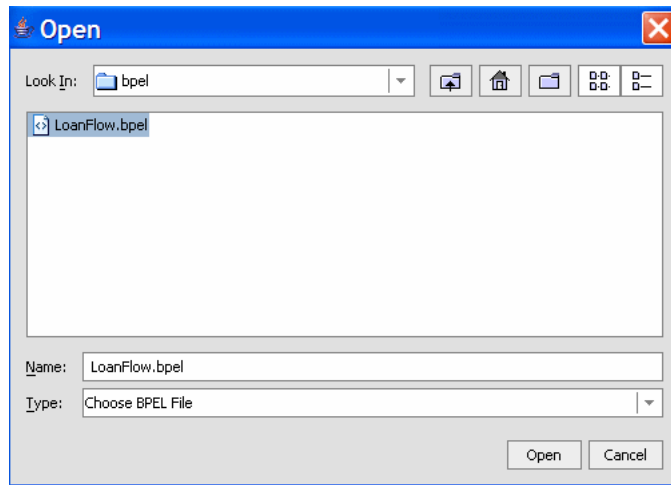 Open
Look In: bpel
LoanFlow.bpel
Name: LoanFlow.bpel
Type: Choose BPEL File
Open Cancel